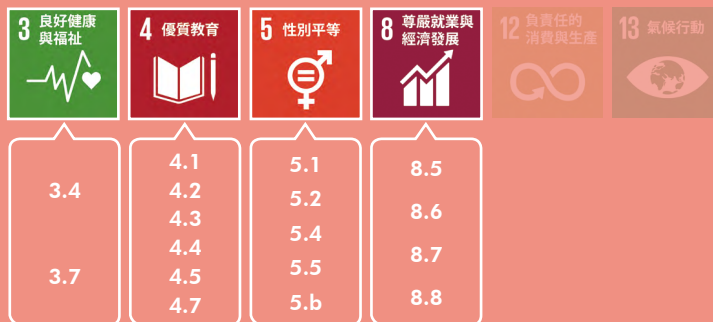 3 良好健康
與福祉
4 優質教育
5 性別平等
8 尊嚴就業與
經濟發展
12 負責任的
消費與生產
13 氣候行動
3.4
3.7
4.1
4.2
4.3
4.4
4.5
4.7
5.1
5.2
5.4
5.5
5.b
8.5
8.6
8.7
8.8